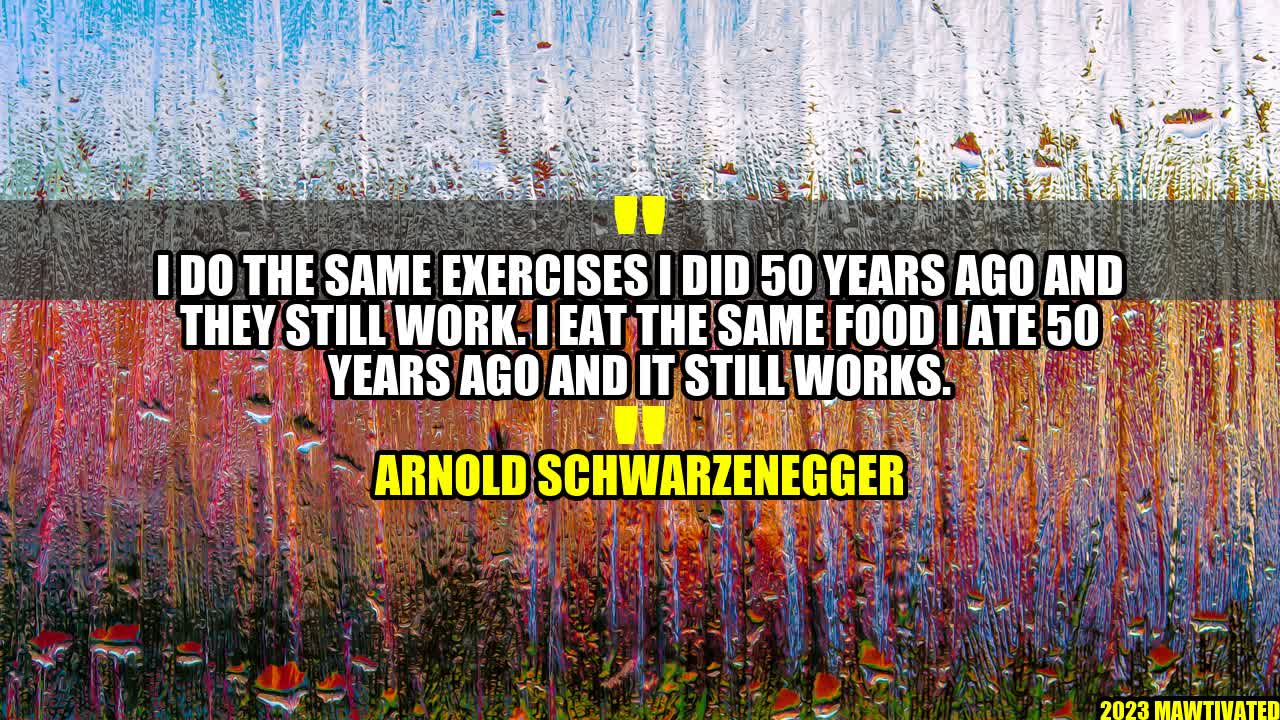 "
I DO THE SAME EXERCISES I DID 50 YEARS AGO AND
THEY STILL WORK. I EAT THE SAME FOOD I ATE 50
YEARS AGO AND IT STILL WORKS.
"
ARNOLD SCHWARZENEGGER
2023 MAWTIVATED